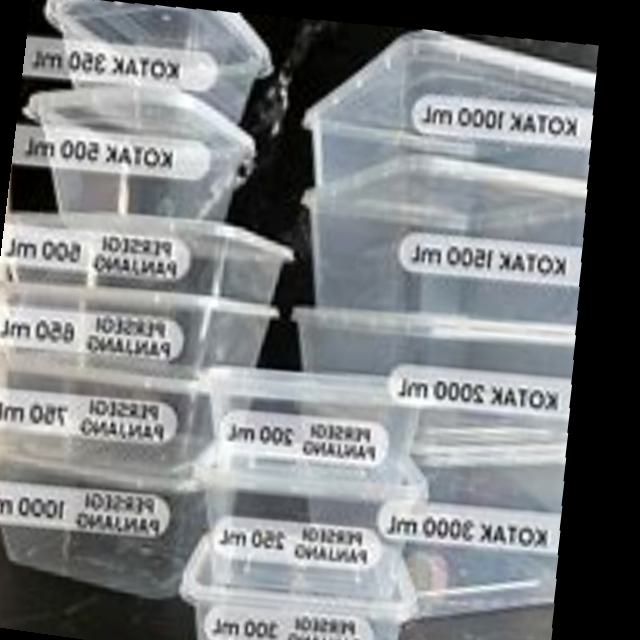 KOTAK 350 mL
KOTAK 500 mL
PERSEGI
PANJANG
500 mL
PERSEGI
PANJANG
650 mL
PERSEGI
PANJANG
750 mL
PERSEGI
PANJANG
1000 m
KOTAK 1000 mL
KOTAK 1500 mL
KOTAK 2000 mL
KOTAK 3000 mL
PERSEGI
PANJANG
200 mL
PERSEGI
PANJANG
250 mL
PERSEGI
PANJANG
300 mL